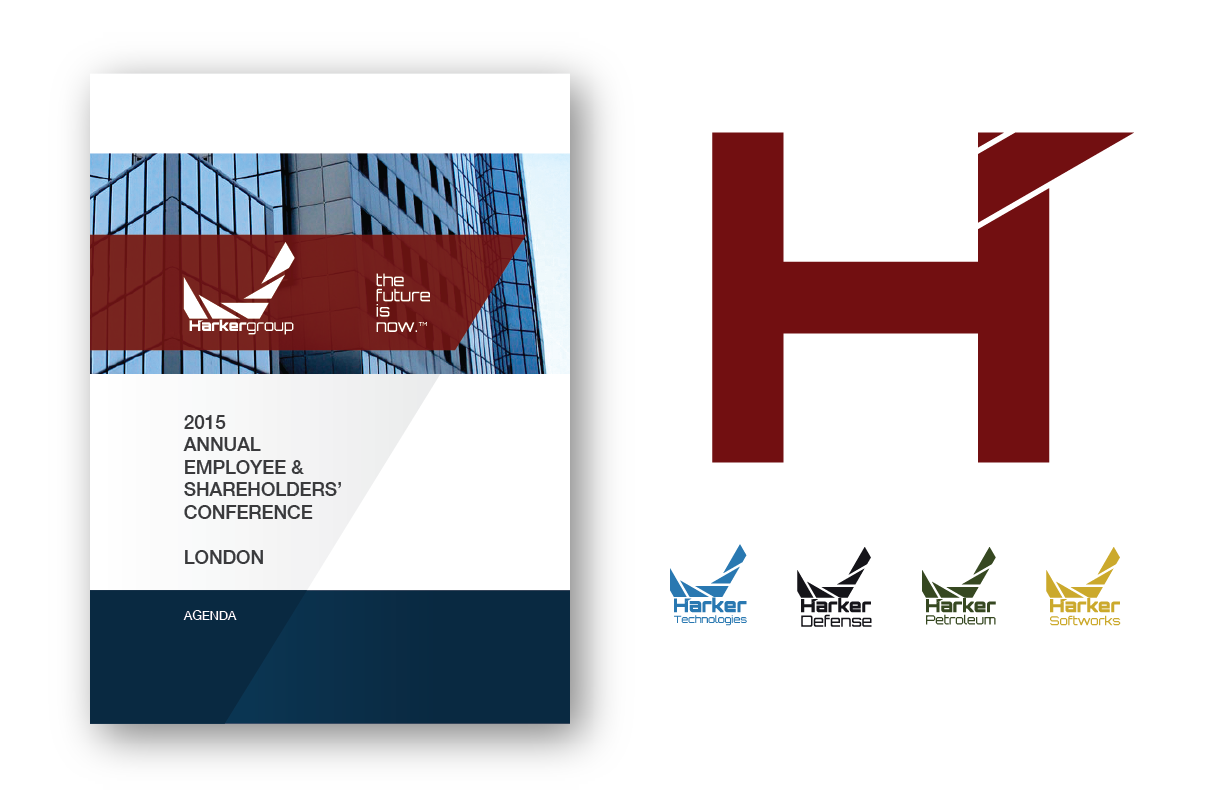 Harkergroup
the
future
is
now.™
2015
ANNUAL
EMPLOYEE &
SHAREHOLDERS’
CONFERENCE
LONDON
AGENDA
H
Harker
Technologies
Harker
Defense
Harker
Petroleum
Harker
Softworks